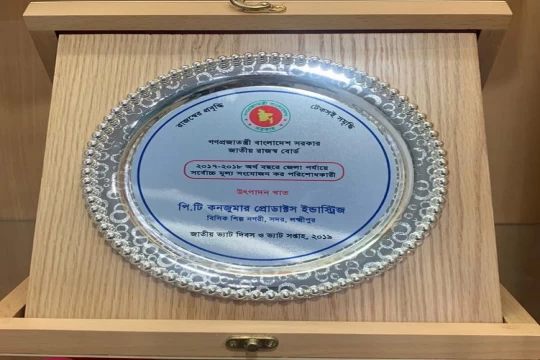 রাজস্বের প্রবৃদ্ধি
টেকসই সমৃদ্ধি
গণপ্রজাতন্ত্রী বাংলাদেশ সরকার
জাতীয় রাজস্ব বোর্ড
২০১৭-২০১৮ অর্থ বছরে জেলা পর্যায়ে
সর্বোচ্চ মূল্য সংযোজন কর পরিশোধকারী
উৎপাদন খাত
পি.টি কনজুমার প্রোডাক্টস ইন্ডাস্ট্রিজ
বিসিক শিল্প নগরী, সদর, লক্ষ্মীপুর
জাতীয় ভ্যাট দিবস ও ভ্যাট সপ্তাহ, ২০১৯